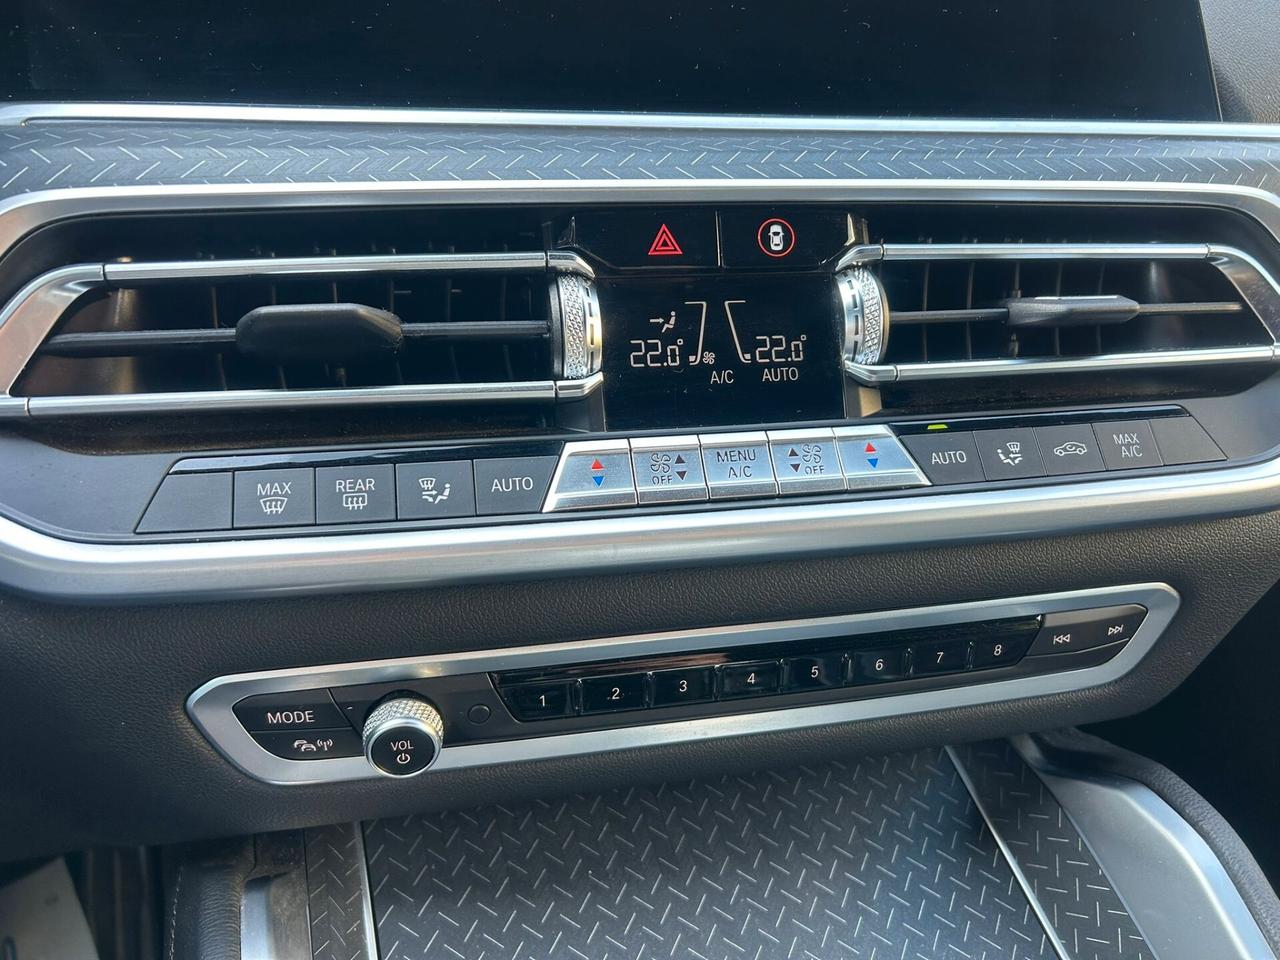 22.0° 22.0°
A/C AUTO
MAX REAR AUTO
OFF
MENU
A/C
OFF
AUTO
MAX
A/C
MODE
VOL
1 2 3 4 5 6 7 8